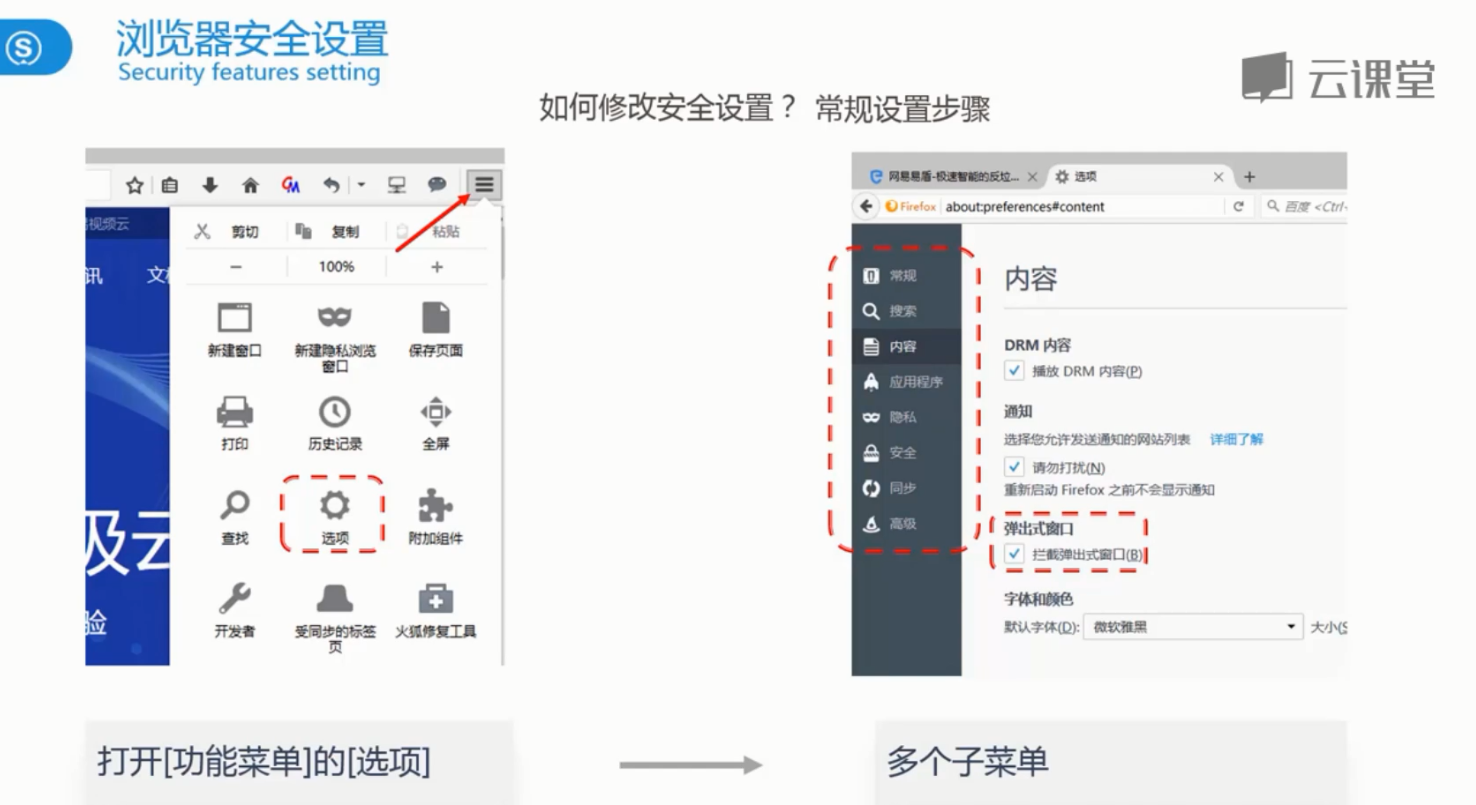 浏览器安全设置
Security features setting
云课堂
如何修改安全设置？ 常规设置步骤
视频云
讯 文
剪切 复制 粘贴
− 100% +
新建窗口 新建隐私浏览窗口 保存页面
打印 历史记录 全屏
查找 选项 附加组件
开发者 受同步的标签页 火狐修复工具
极云
验
网易易盾-极速智能的反垃... × 选项 × +
Firefox about:preferences#content 百度 <Ctrl
常规
搜索
内容
应用程序
隐私
安全
同步
高级
内容
DRM 内容
播放 DRM 内容(P)
通知
选择您允许发送通知的网站列表 详细了解
请勿打扰(N)
重新启动 Firefox 之前不会显示通知
弹出式窗口
拦截弹出式窗口(B)
字体和颜色
默认字体(D): 微软雅黑 大小(S
打开[功能菜单]的[选项]
多个子菜单